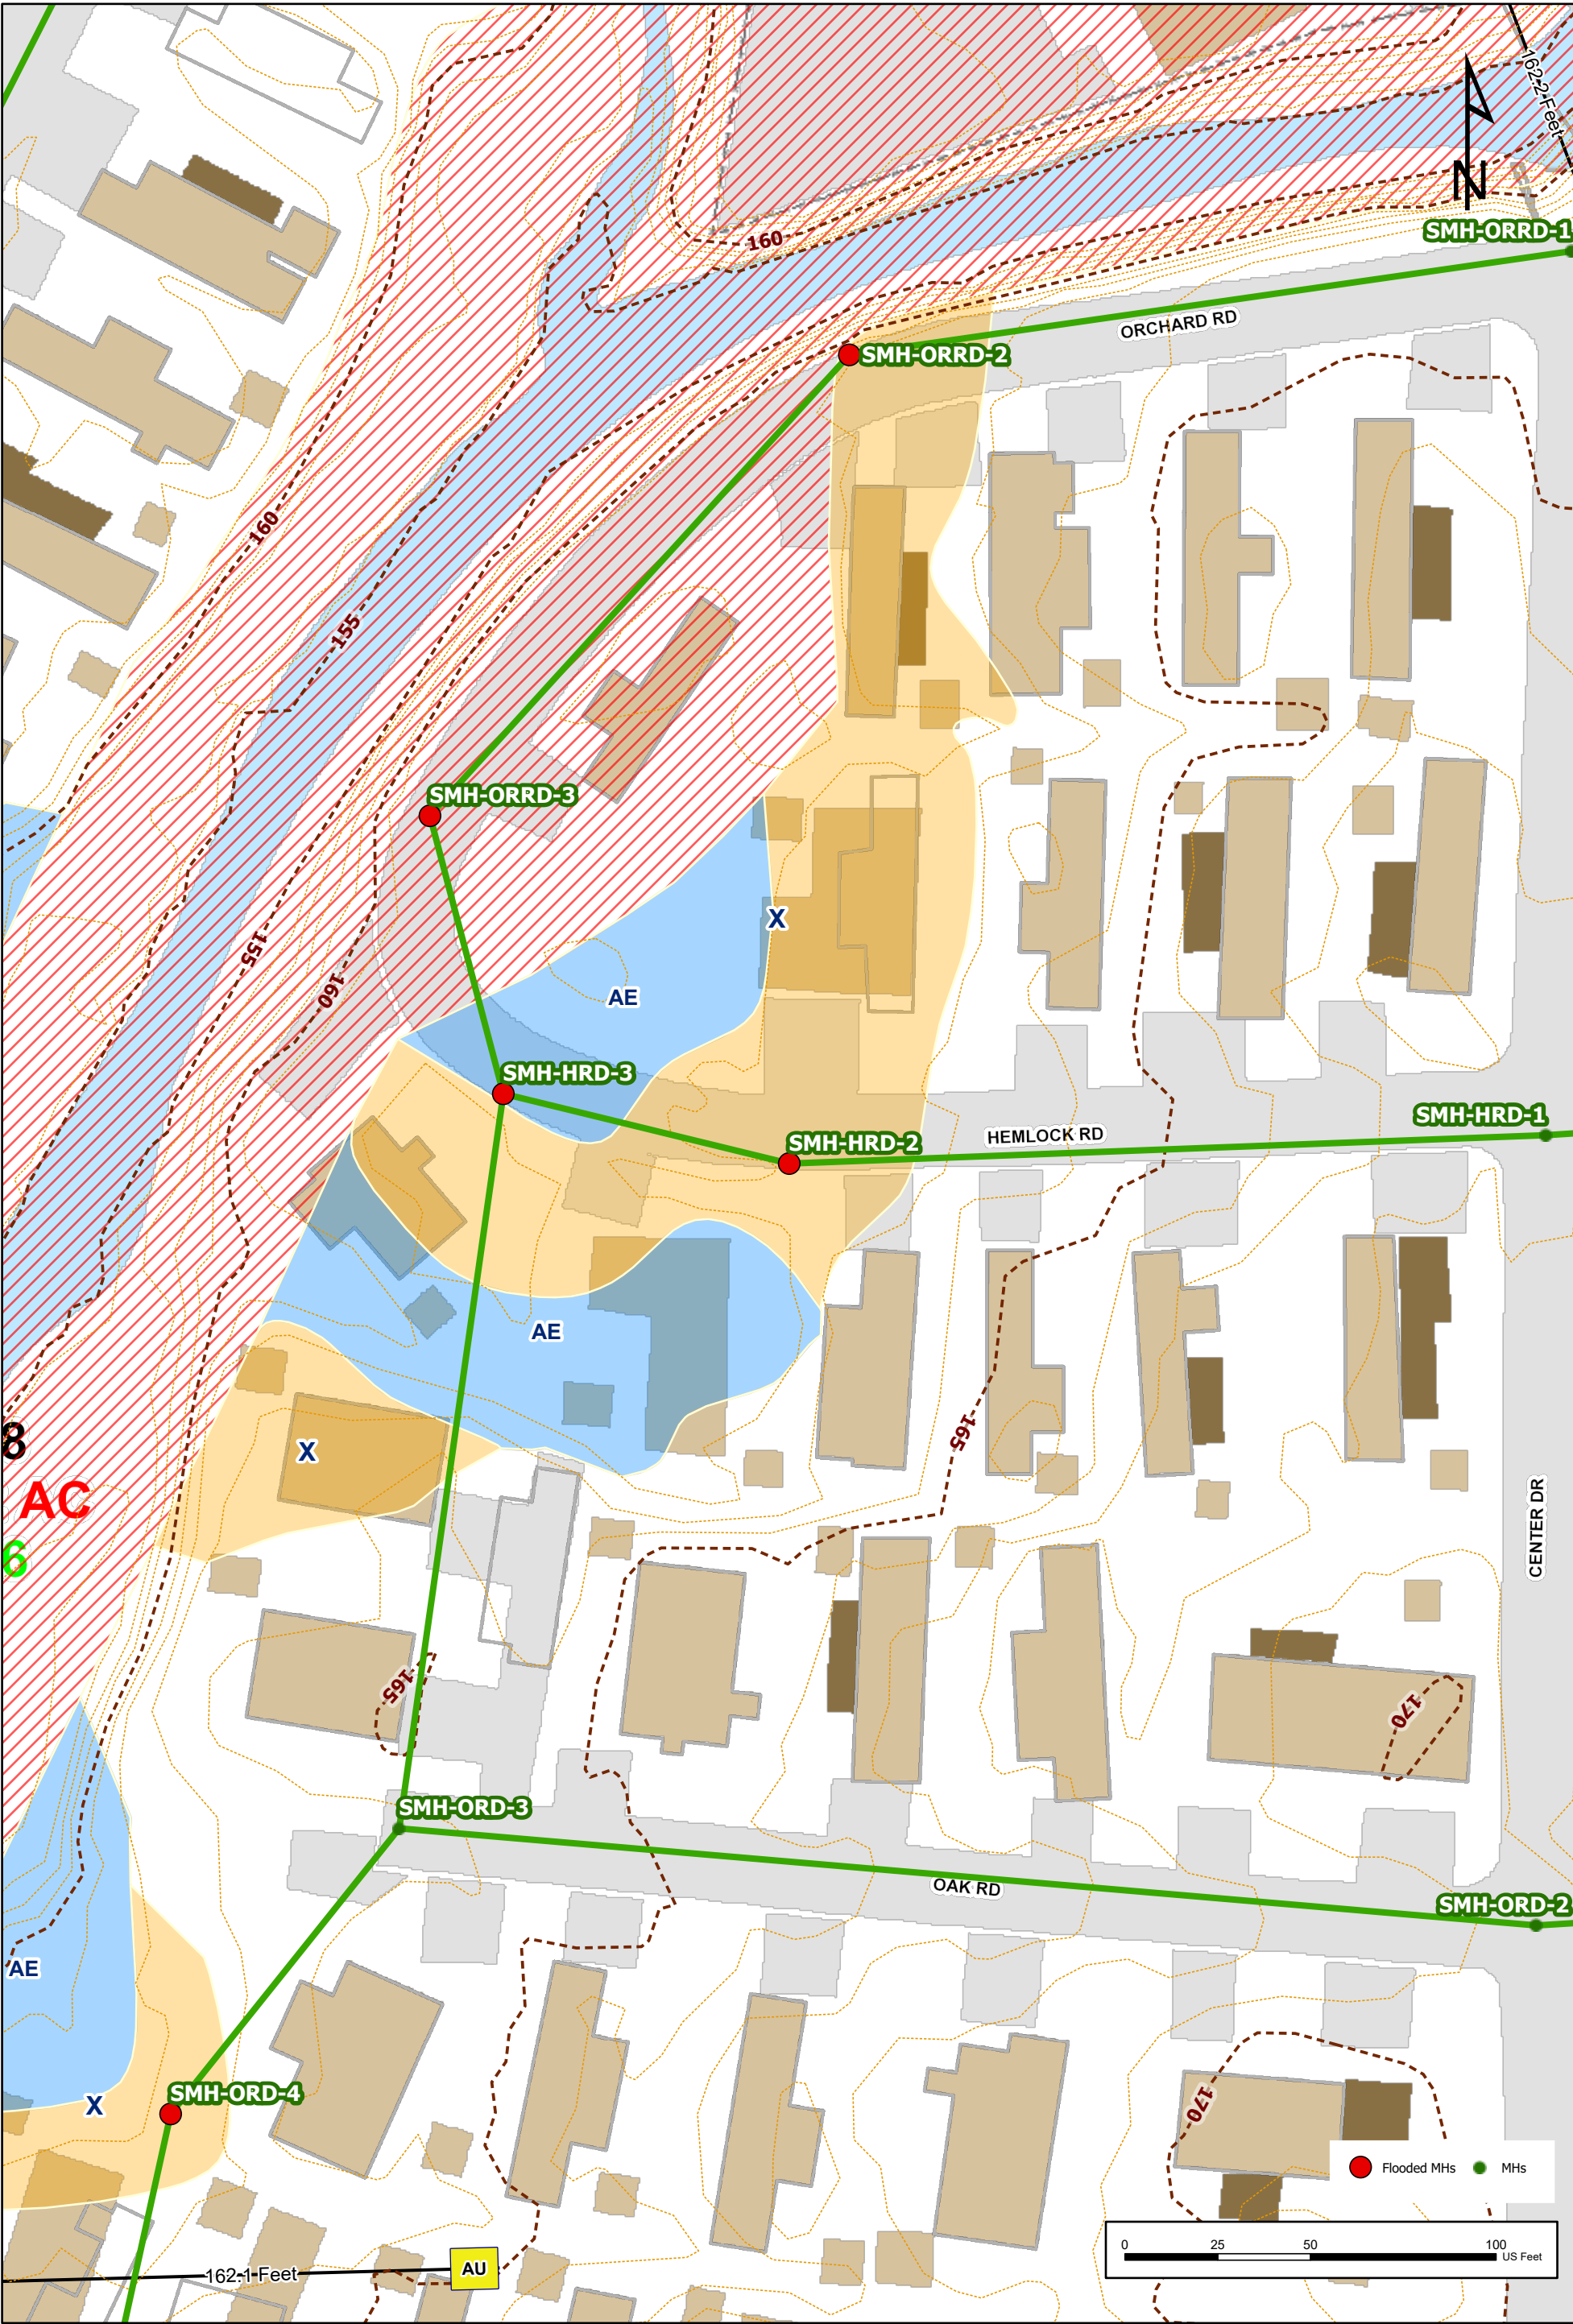 162.2 Feet
N
SMH-ORRD-1
160
ORCHARD RD
SMH-ORRD-2
160
155
SMH-ORRD-3
X
155
160
AE
SMH-HRD-3
SMH-HRD-1
HEMLOCK RD
SMH-HRD-2
AE
165
8
X
AC
CENTER DR
6
165
170
SMH-ORD-3
OAK RD
SMH-ORD-2
AE
SMH-ORD-4
X
170
Flooded MHs
MHs
0 25 50 100
US Feet
162.1 Feet
AU